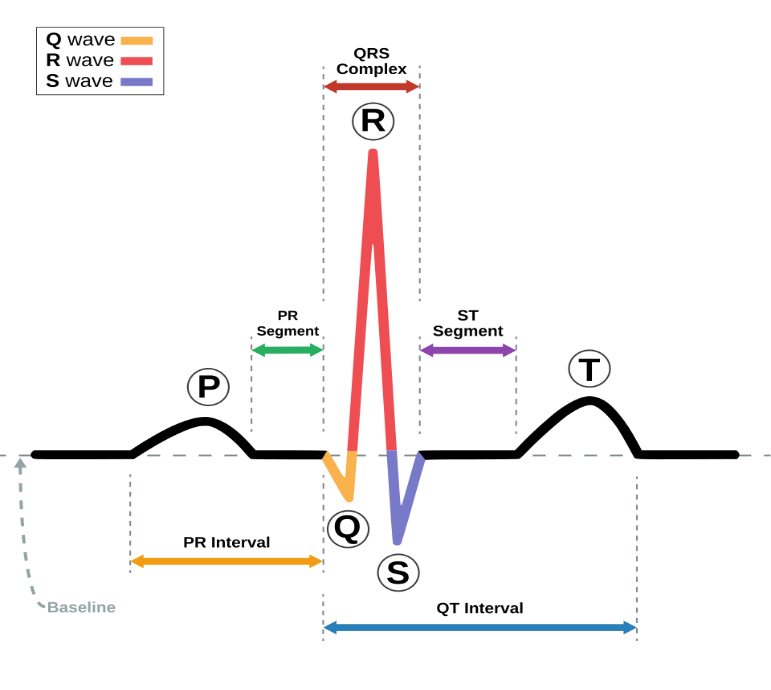 Q wave
R wave
S wave
QRS
Complex
R
PR
Segment
ST
Segment
P
T
Q
PR Interval
S
Baseline
QT Interval